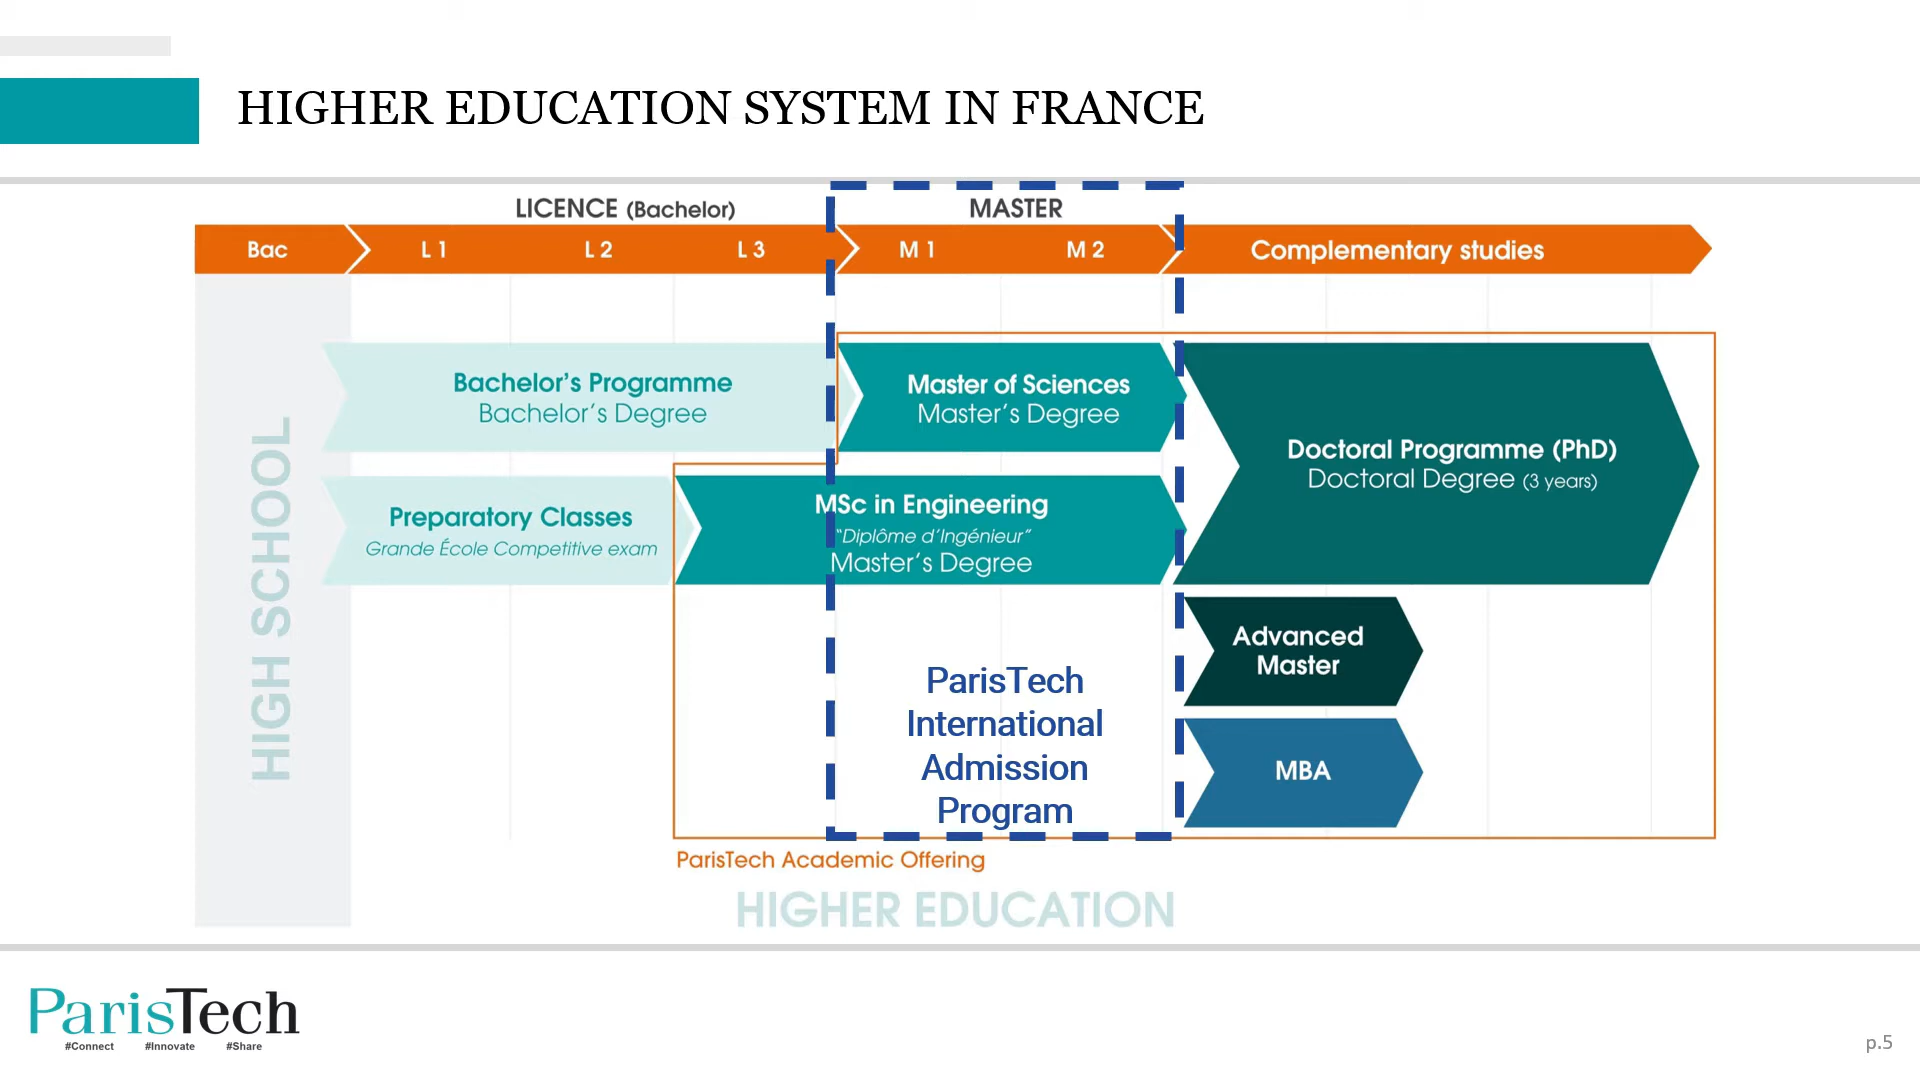 HIGHER EDUCATION SYSTEM IN FRANCE
LICENCE (Bachelor)
MASTER
Bac
L 1
L 2
L 3
M 1
M 2
Complementary studies
HIGH SCHOOL
Bachelor's Programme
Bachelor's Degree
Master of Sciences
Master's Degree
Doctoral Programme (PhD)
Doctoral Degree (3 years)
Preparatory Classes
Grande École Competitive exam
MSc in Engineering
“Diplôme d'Ingénieur”
Master's Degree
Advanced
Master
MBA
ParisTech
International
Admission
Program
ParisTech Academic Offering
HIGHER EDUCATION
ParisTech
#Connect #Innovate #Share
p.5